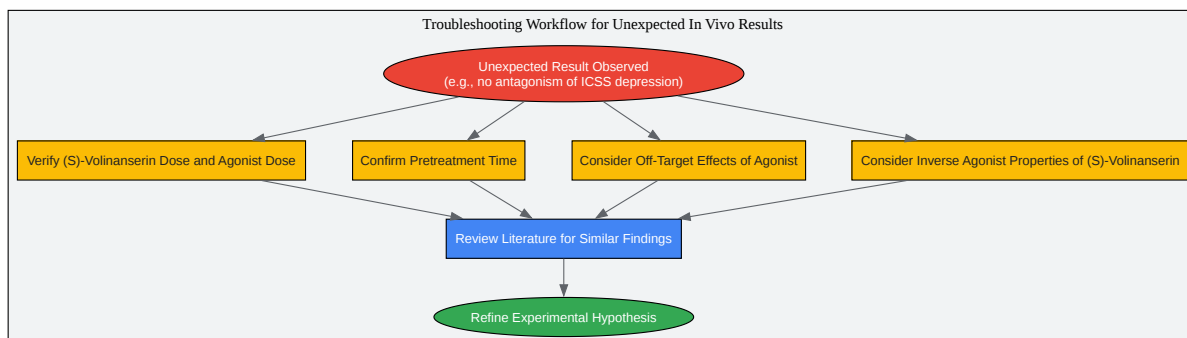 Troubleshooting Workflow for Unexpected In Vivo Results
Unexpected Result Observed
(e.g., no antagonism of ICSS depression)
Verify (S)-Volinanserin Dose and Agonist Dose
Confirm Pretreatment Time
Consider Off-Target Effects of Agonist
Consider Inverse Agonist Properties of (S)-Volinanserin
Review Literature for Similar Findings
Refine Experimental Hypothesis